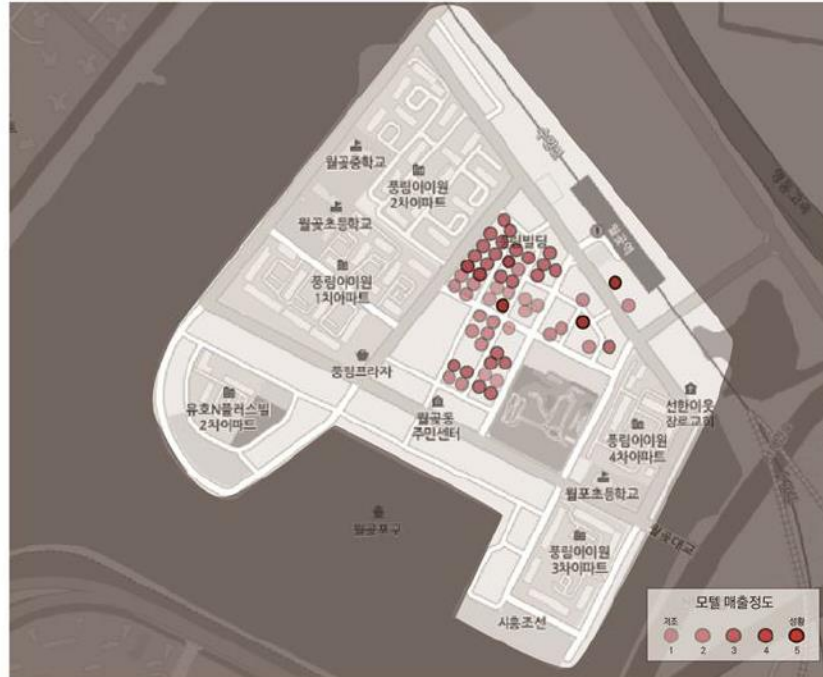 월곶중학교
풍림아이원
2차아파트
월곶초등학교
풍림아이원
1차아파트
월곶역
풍림프라자
유호N플러스빌
2차아파트
월곶동
주민센터
선한이웃
장로교회
풍림아이원
4차아파트
월포초등학교
월곶포구
월곶대교
풍림아이원
3차아파트
시흥조선
모텔 매출정도
저조
성황
1 2 3 4 5